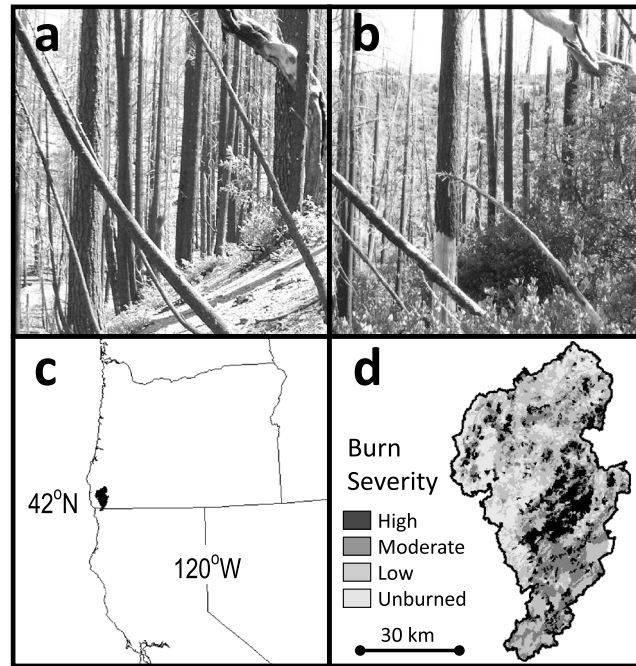 a
b
c
42°N
120°W
d
Burn
Severity
High
Moderate
Low
Unburned
30 km